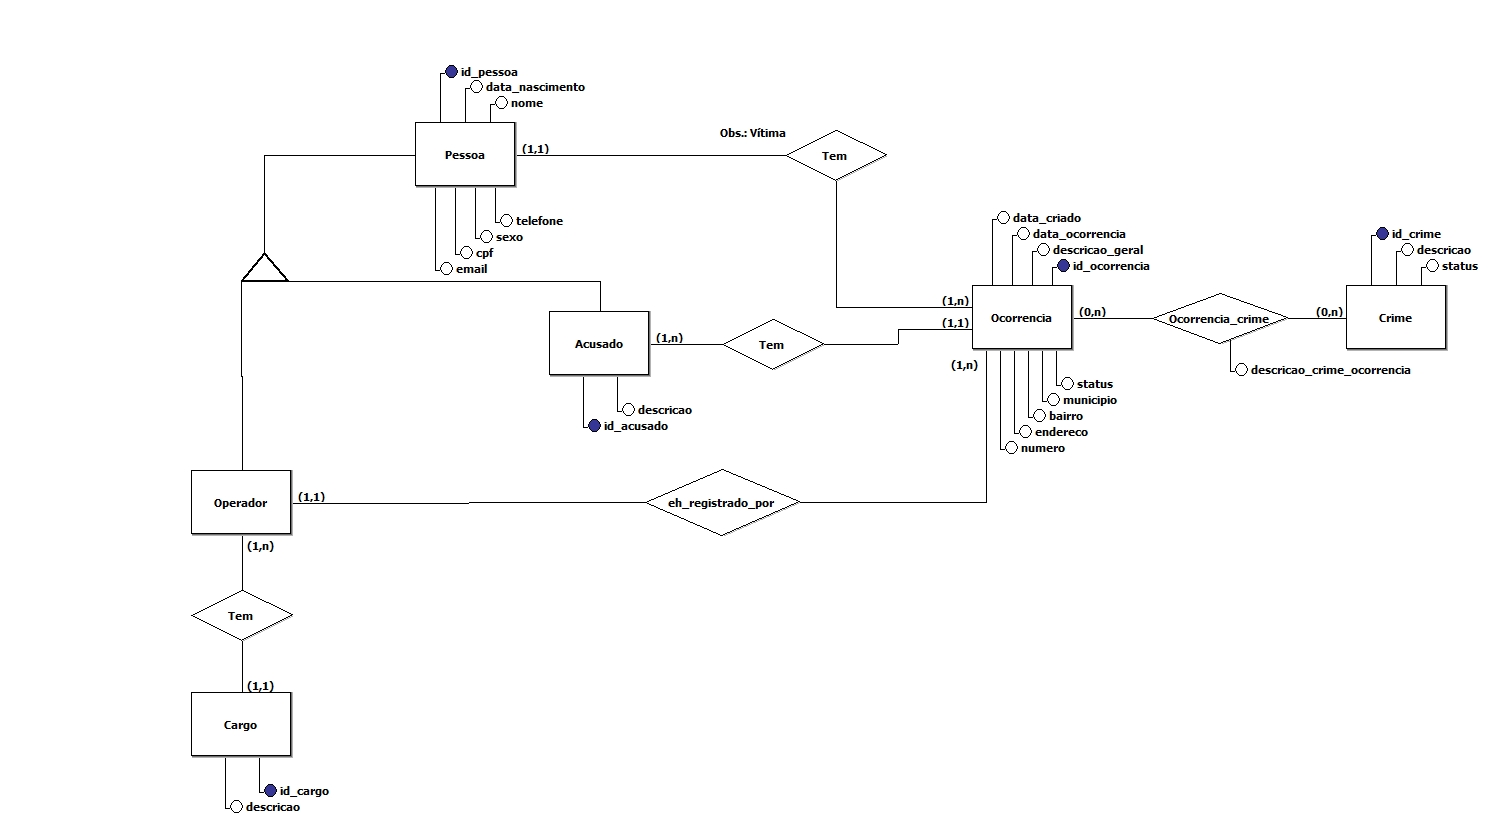 id_pessoa
data_nascimento
nome
Pessoa
(1,1)
Obs.: Vítima
Tem
telefone
sexo
cpf
email
data_criado
data_ocorrencia
descricao_geral
id_ocorrencia
id_crime
descricao
status
(1,n)
(1,1)
Ocorrencia
(0,n)
Ocorrencia_crime
(0,n)
Crime
descricao_crime_ocorrencia
Acusado
(1,n)
Tem
(1,n)
status
municipio
bairro
endereco
numero
descricao
id_acusado
Operador
(1,1)
eh_registrado_por
(1,n)
Tem
(1,1)
Cargo
id_cargo
descricao